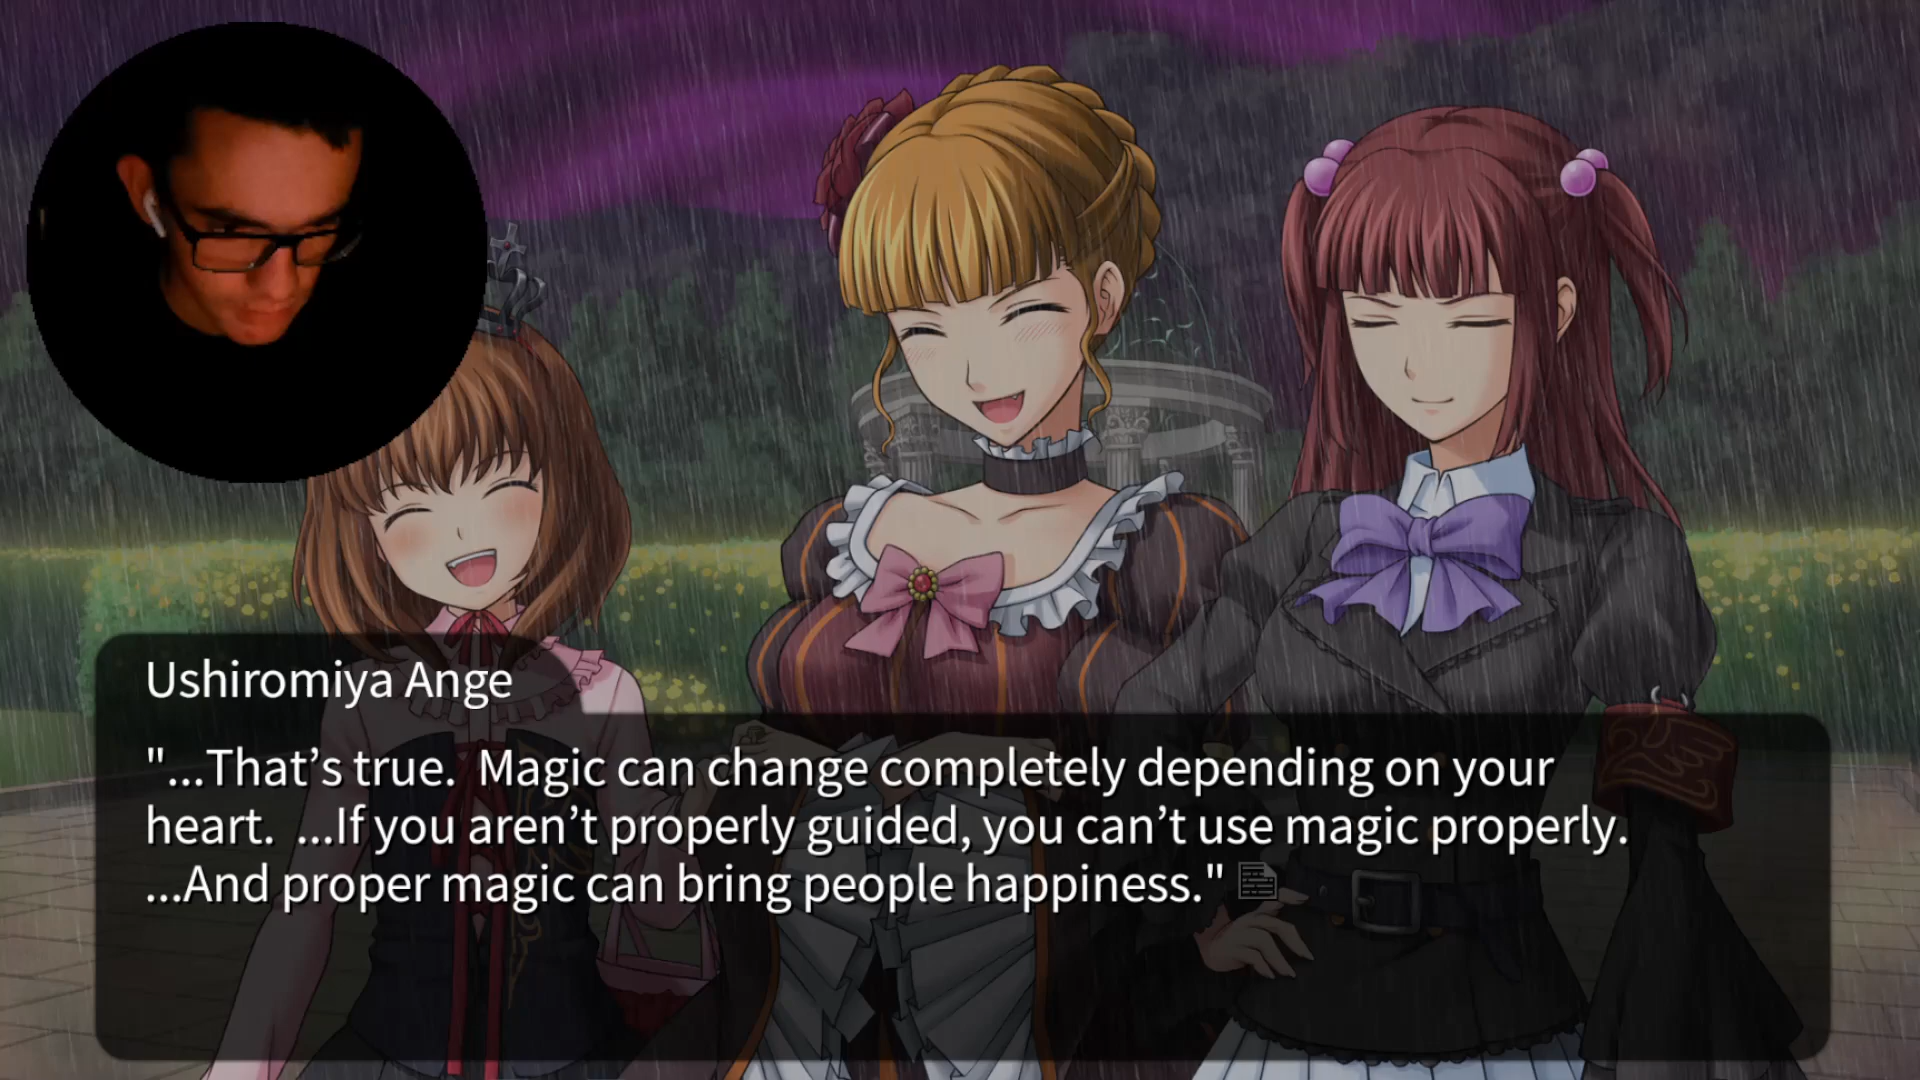 Ushiromiya Ange
"...That’s true.  Magic can change completely depending on your
heart.  ...If you aren’t properly guided, you can’t use magic properly.
...And proper magic can bring people happiness."